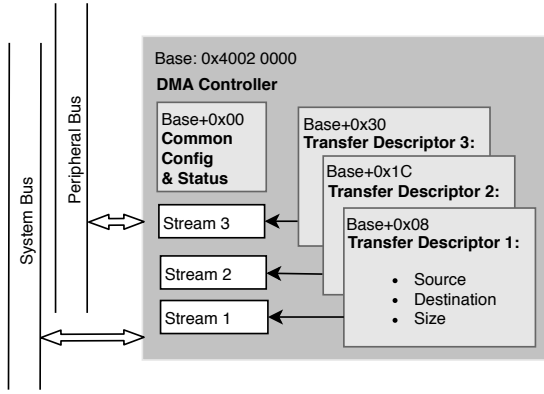 Base: 0x4002 0000
DMA Controller
Base+0x00
Common
Config
& Status
Base+0x30
Transfer Descriptor 3:
Base+0x1C
Transfer Descriptor 2:
Base+0x08
Transfer Descriptor 1:
• Source
• Destination
• Size
Stream 3
Stream 2
Stream 1
Peripheral Bus
System Bus